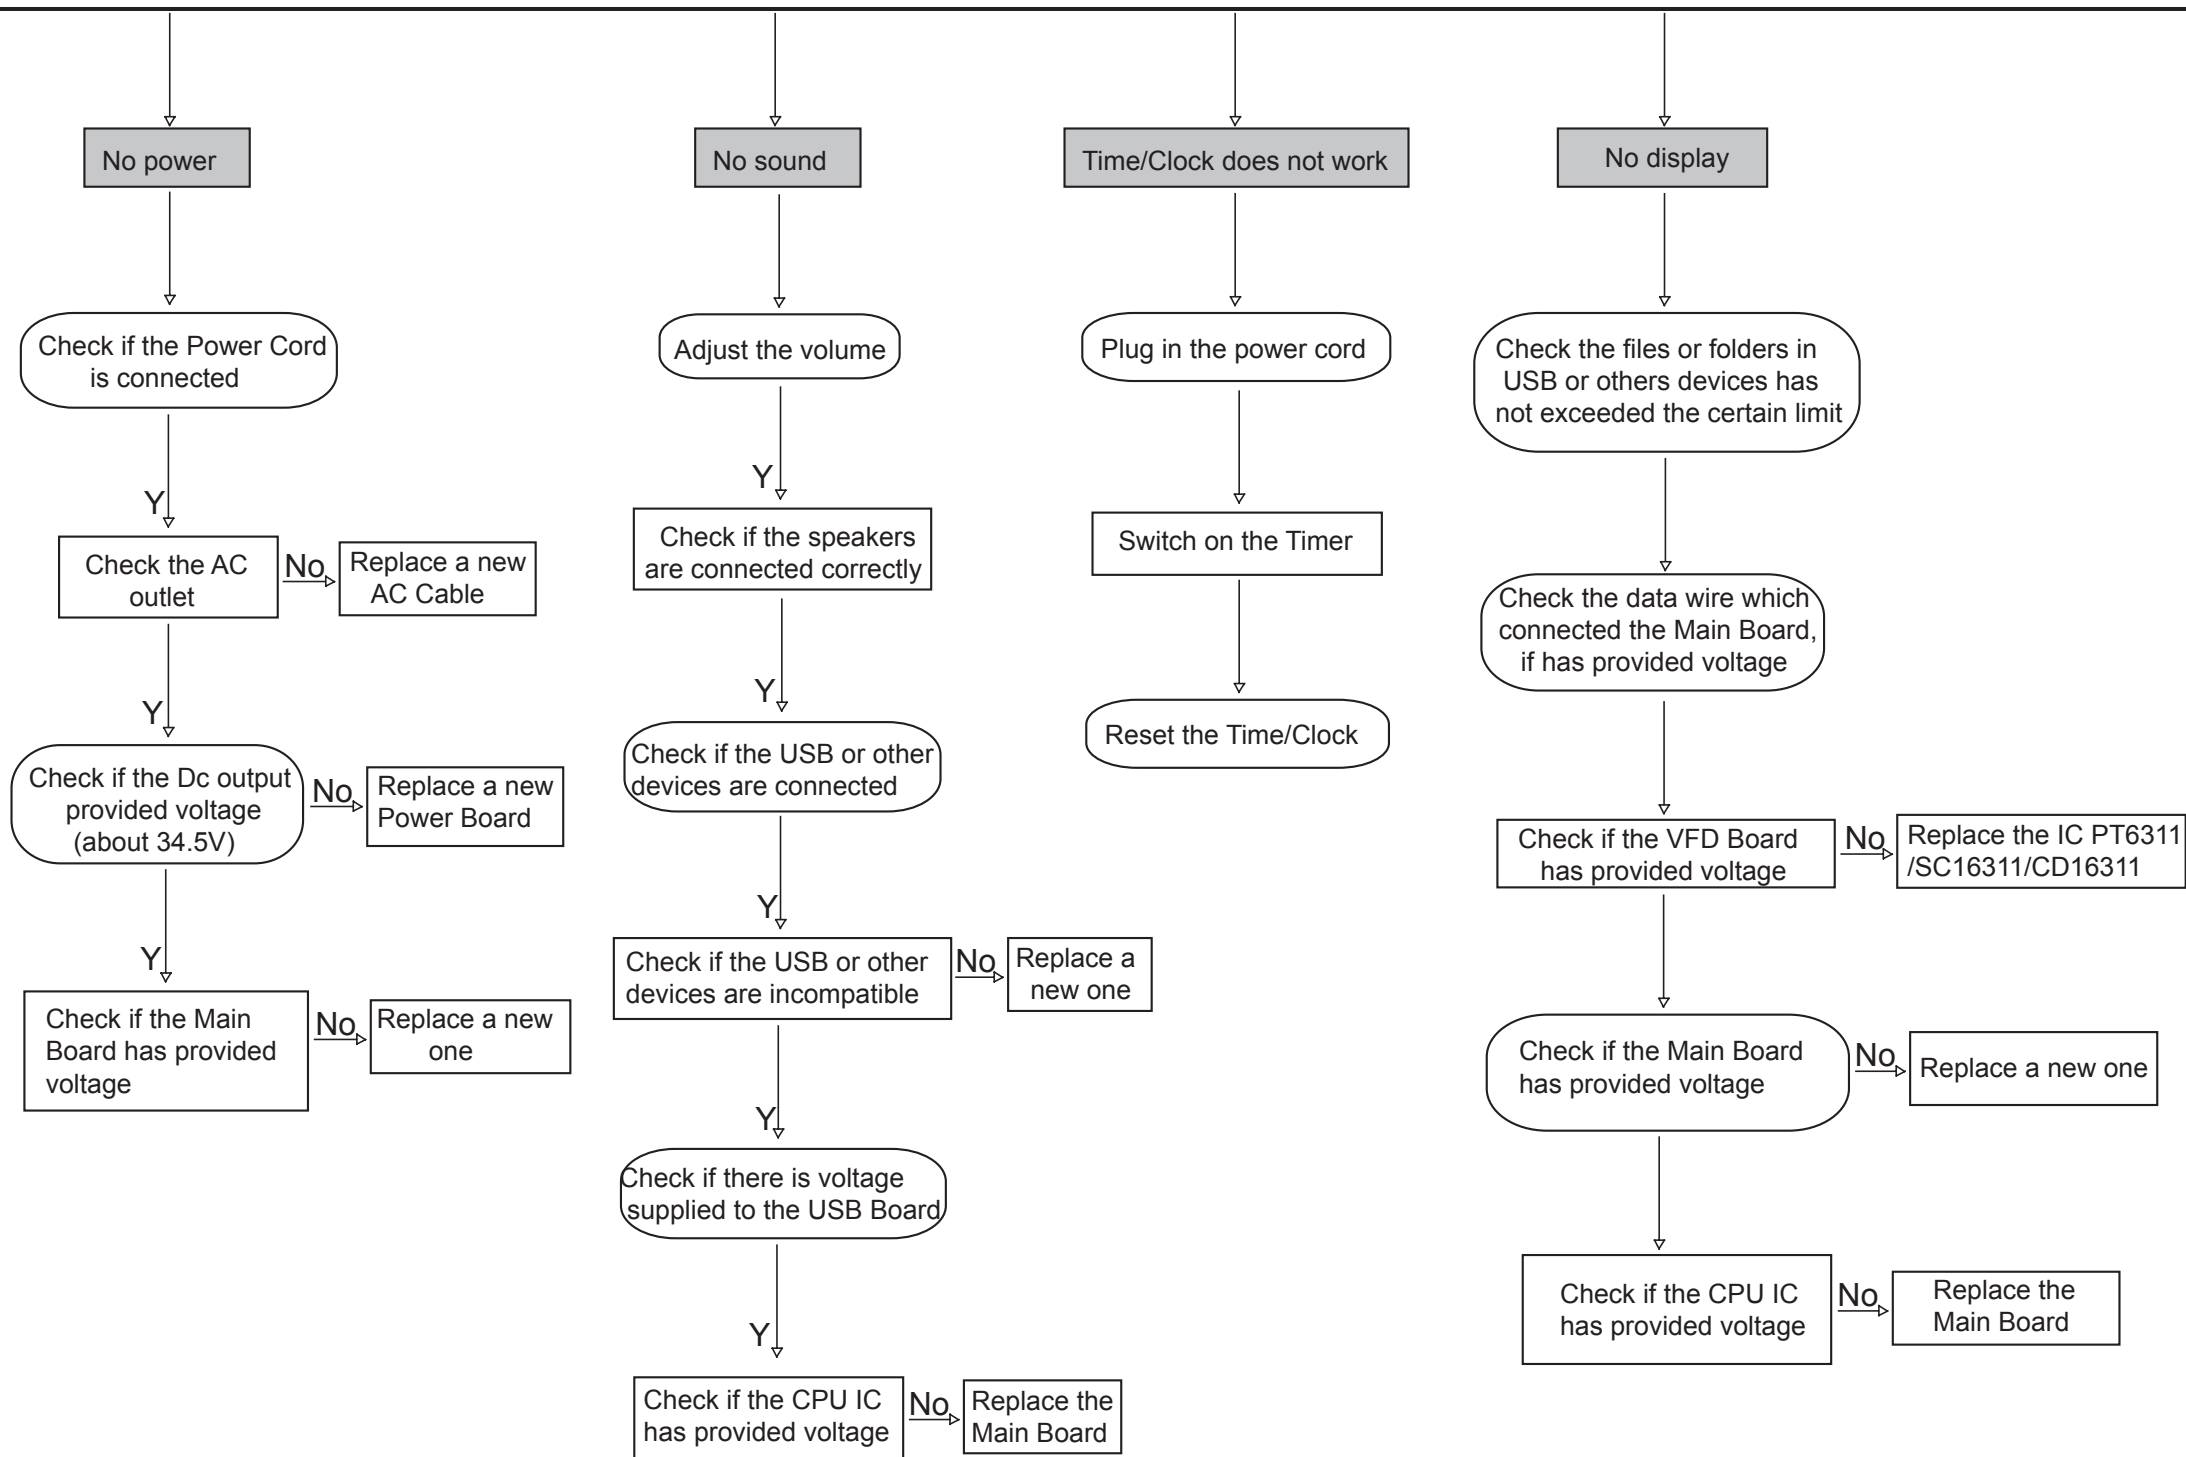 No power
Check if the Power Cord
is connected
Y
Check the AC
outlet
No
Replace a new
AC Cable
Y
Check if the Dc output
provided voltage
(about 34.5V)
No
Replace a new
Power Board
Y
Check if the Main
Board has provided
voltage
No
Replace a new
one
No sound
Adjust the volume
Y
Check if the speakers
are connected correctly
Y
Check if the USB or other
devices are connected
Y
Check if the USB or other
devices are incompatible
No
Replace a
new one
Y
Check if there is voltage
supplied to the USB Board
Y
Check if the CPU IC
has provided voltage
No
Replace the
Main Board
Time/Clock does not work
Plug in the power cord
Switch on the Timer
Reset the Time/Clock
No display
Check the files or folders in
USB or others devices has
not exceeded the certain limit
Check the data wire which
connected the Main Board,
if has provided voltage
Check if the VFD Board
has provided voltage
No
Replace the IC PT6311
/SC16311/CD16311
Check if the Main Board
has provided voltage
No
Replace a new one
Check if the CPU IC
has provided voltage
No
Replace the
Main Board